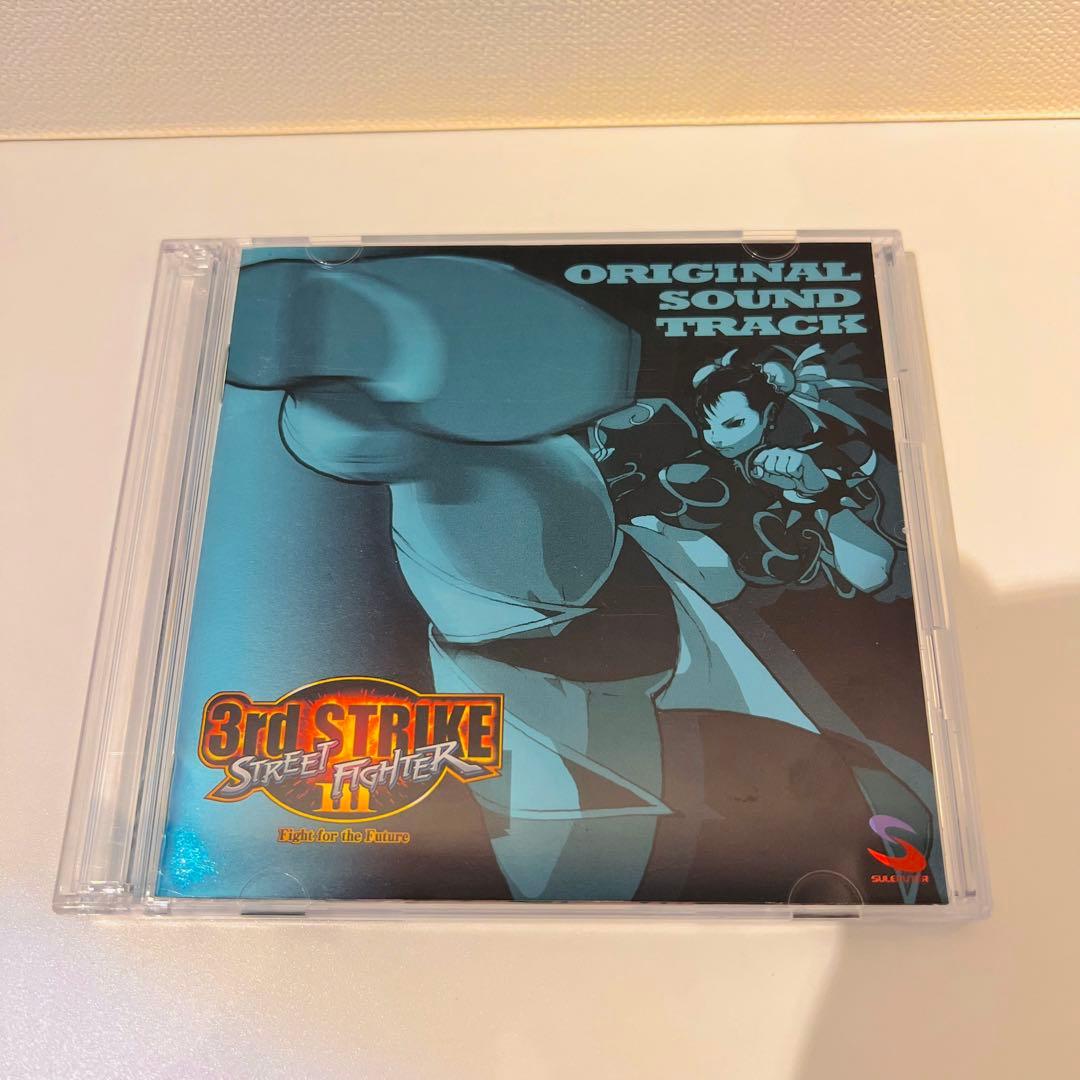 ORIGINAL
SOUND
TRACK
3rd STRIKE
STREET FIGHTER
III
Fight for the Future
SULEPUTER